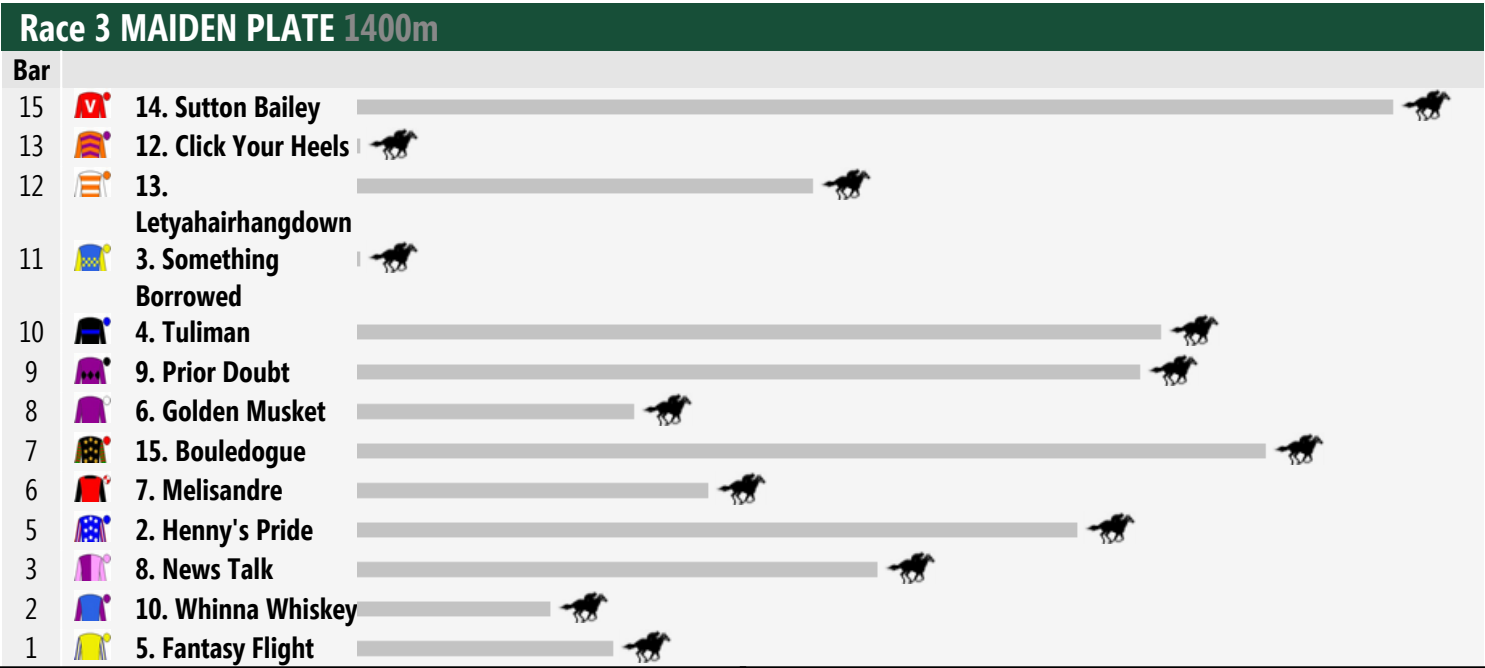 Race 3 MAIDEN PLATE 1400m
Bar
15 V 14. Sutton Bailey
13 12. Click Your Heels
12 13.
Letyahairhangdown
11 3. Something
Borrowed
10 4. Tuliman
9 9. Prior Doubt
8 6. Golden Musket
7 15. Bouledogue
6 7. Melisandre
5 2. Henny's Pride
3 8. News Talk
2 10. Whinna Whiskey
1 5. Fantasy Flight